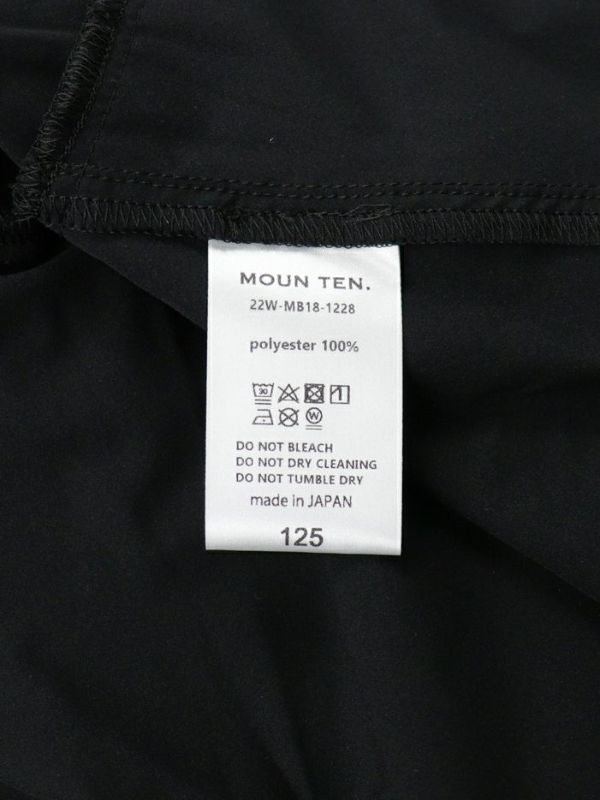 MOUN TEN.
22W-MB18-1228
polyester 100%
DO NOT BLEACH
DO NOT DRY CLEANING
DO NOT TUMBLE DRY
made in JAPAN
125